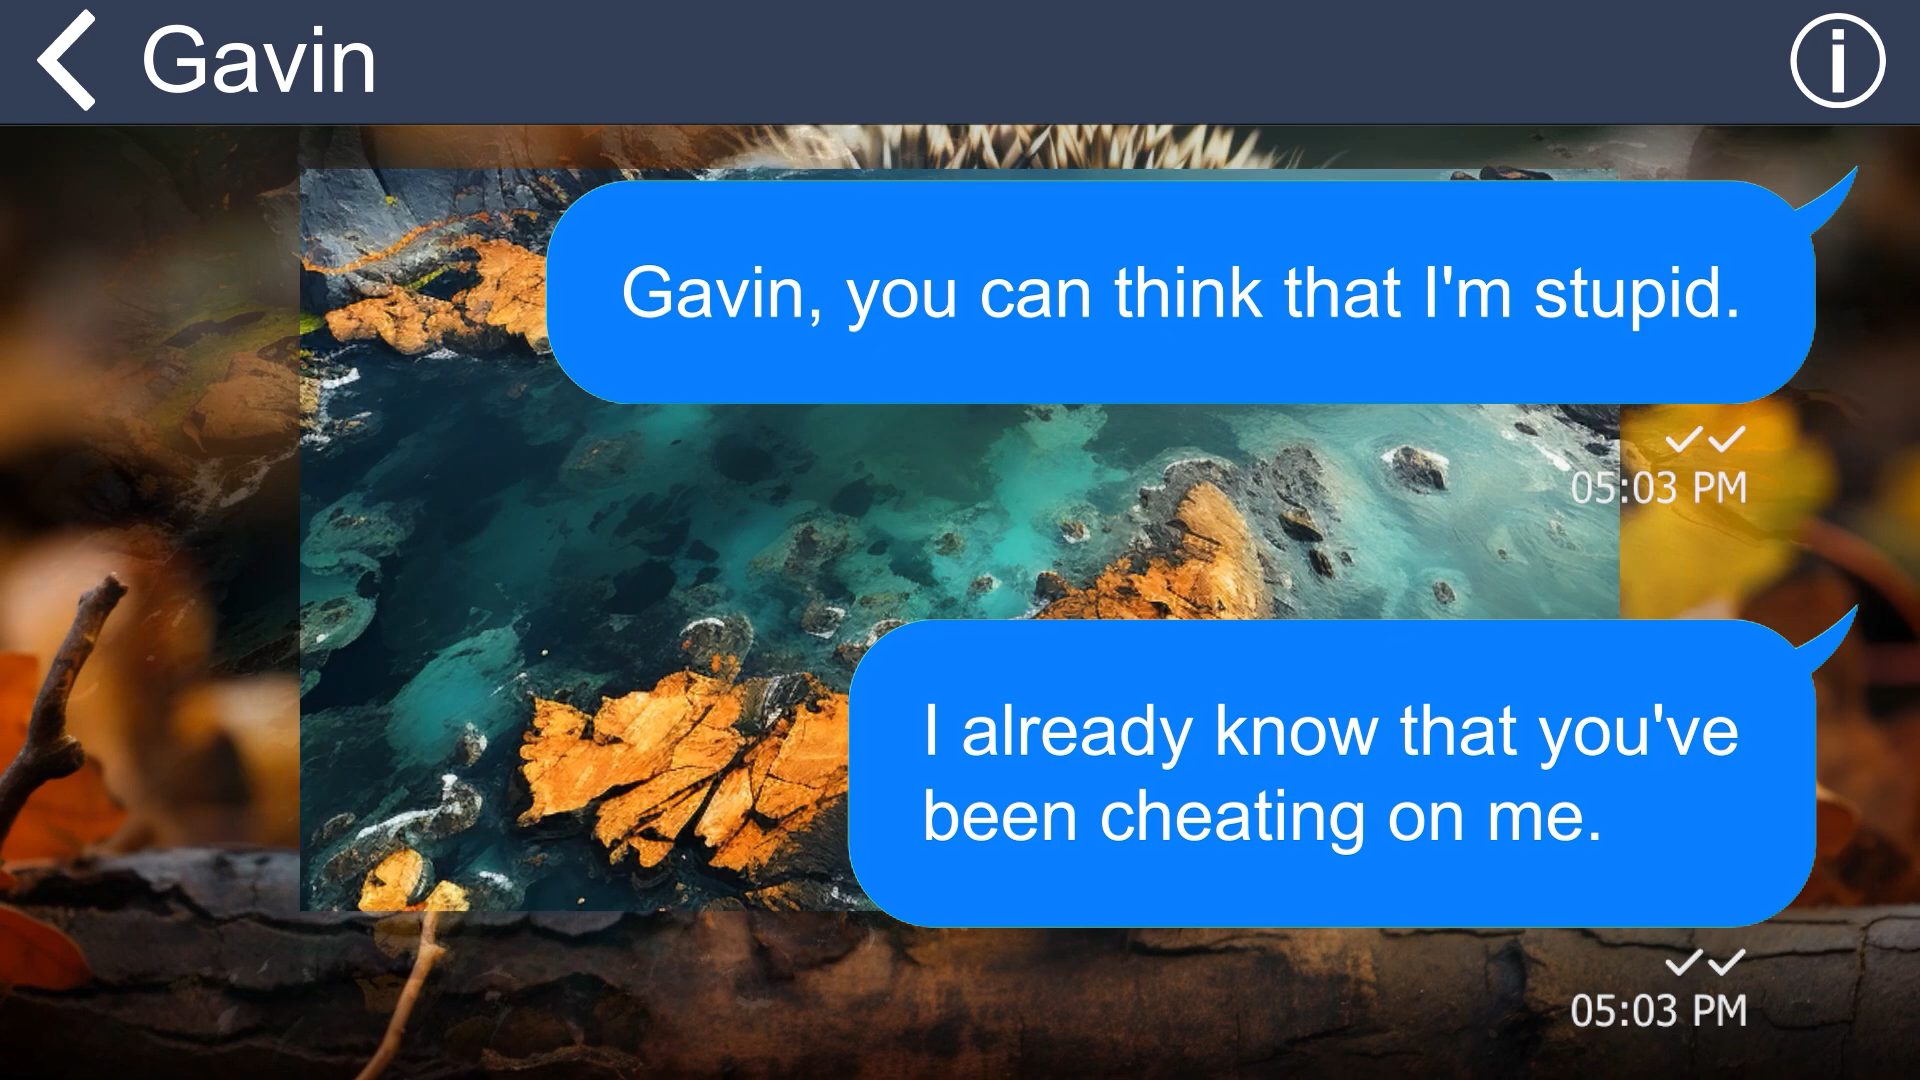 Gavin
Gavin, you can think that I'm stupid.
05:03 PM
I already know that you've
been cheating on me.
05:03 PM